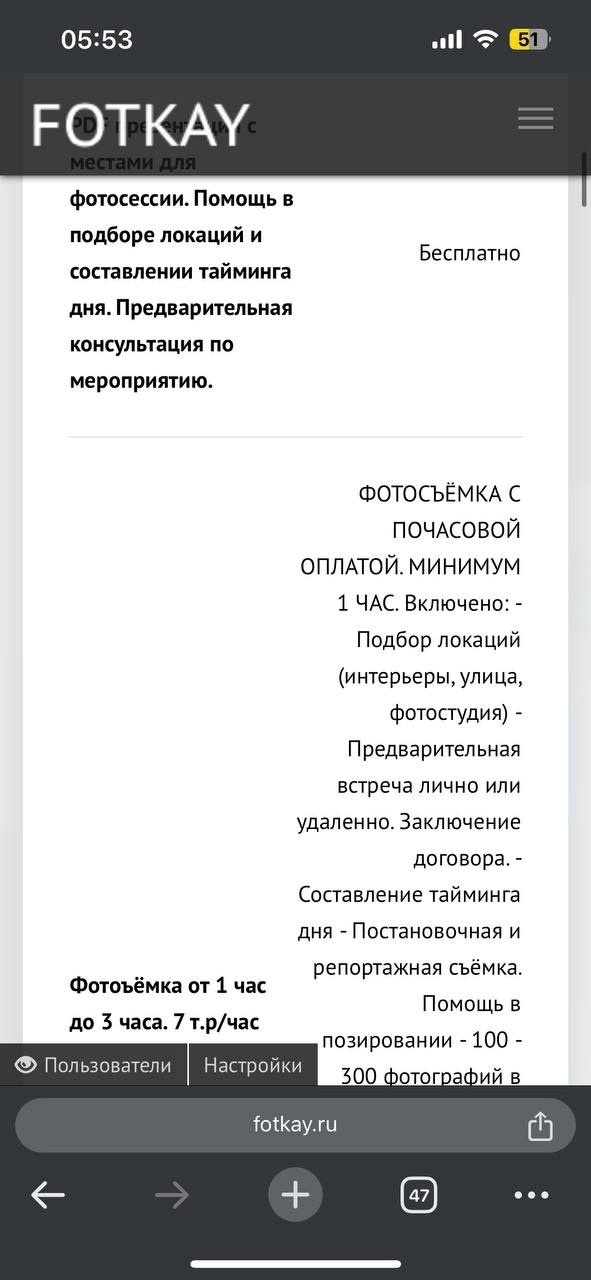 05:53
51
FOTKAY
PDF презентация с
местами для
фотосессии. Помощь в
подборе локаций и
составлении тайминга
дня. Предварительная
консультация по
мероприятию.
Бесплатно
ФОТОСЪЁМКА С
ПОЧАСОВОЙ
ОПЛАТОЙ. МИНИМУМ
1 ЧАС. Включено: -
Подбор локаций
(интерьеры, улица,
фотостудия) -
Предварительная
встреча лично или
удаленно. Заключение
договора. -
Составление тайминга
дня - Постановочная и
репортажная съёмка.
Помощь в
позировании - 100 -
300 фотографий в
Фотоъёмка от 1 час
до 3 часа. 7 т.р/час
Пользователи
Настройки
fotkay.ru
47